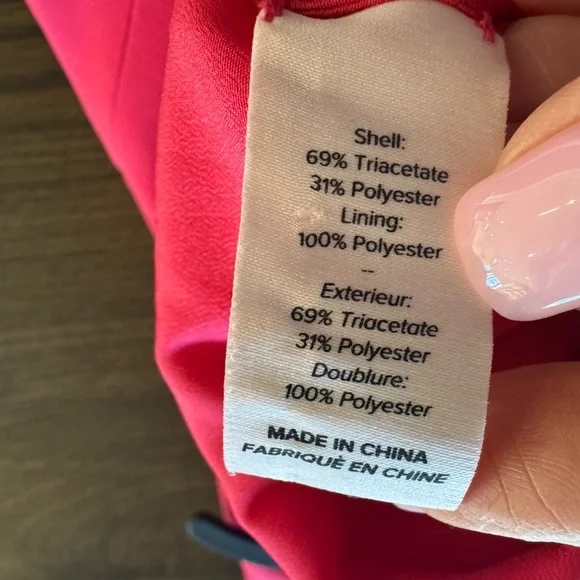 Shell:
69% Triacetate
31% Polyester
Lining:
100% Polyester
--
Exterieur:
69% Triacetate
31% Polyester
Doublure:
100% Polyester
MADE IN CHINA
FABRIQUÈ EN CHINE